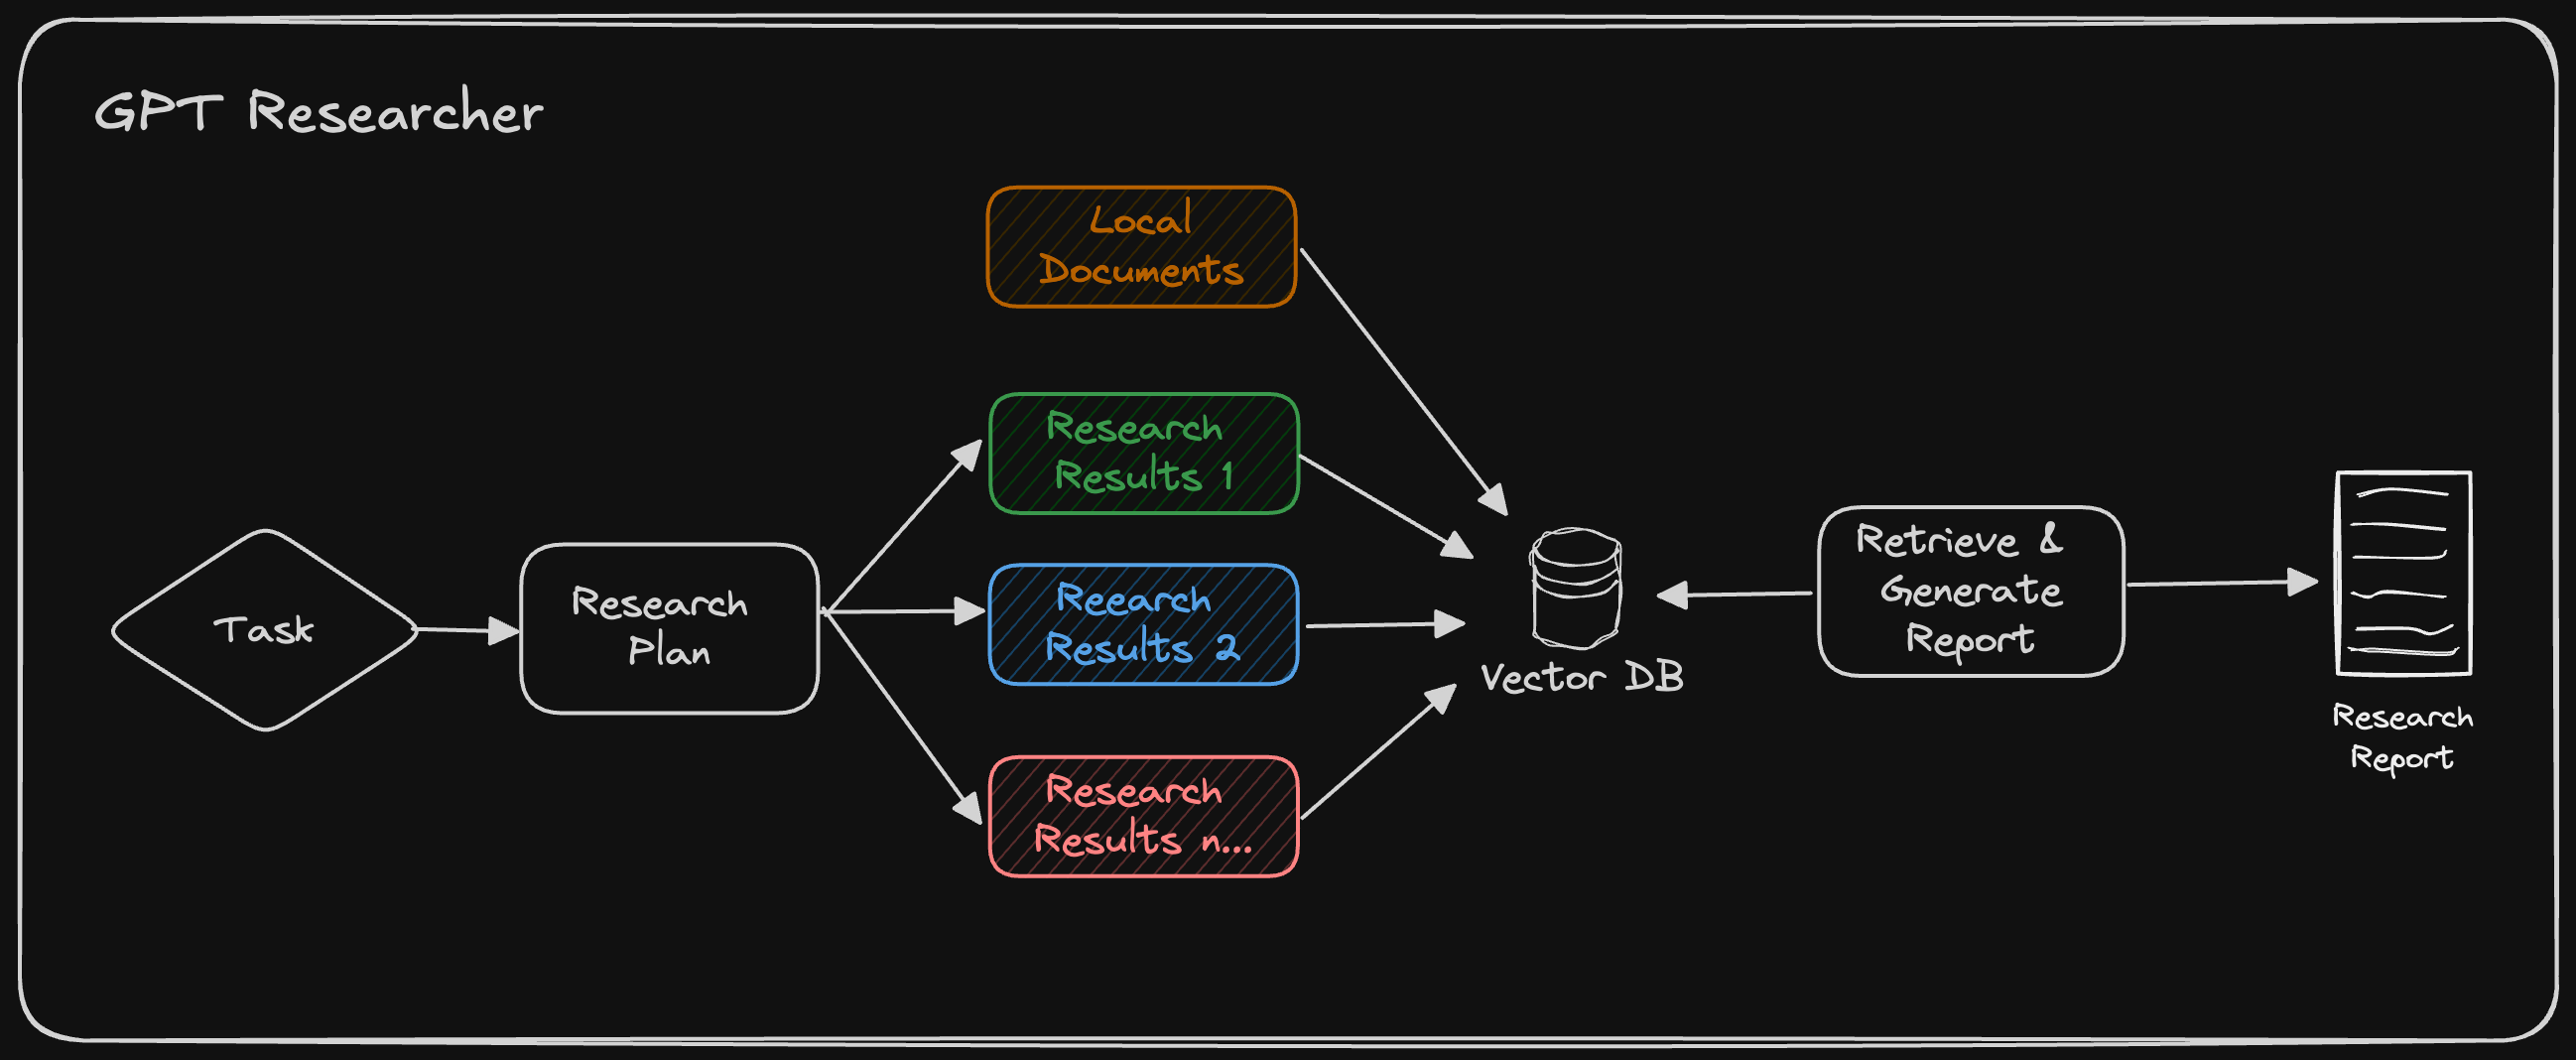 GPT Researcher
Local
Documents
Research
Results 1
Task
Research
Plan
Reearch
Results 2
Research
Results n...
Vector DB
Retrieve &
Generate
Report
Research
Report